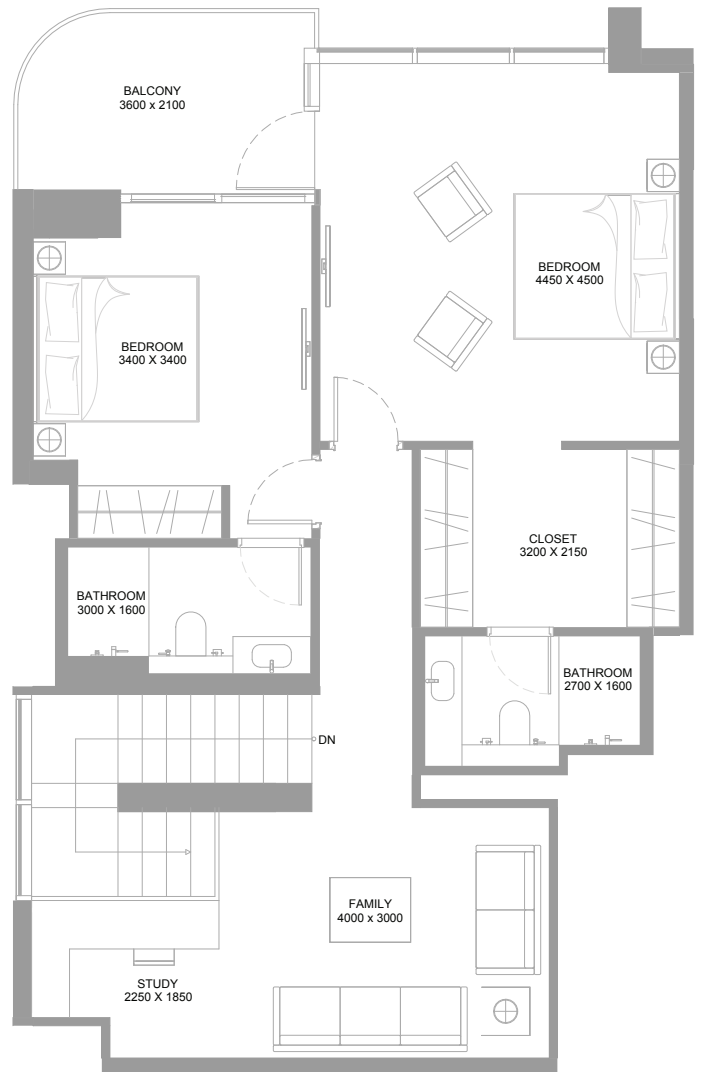 BALCONY
3600 x 2100
BEDROOM
4450 X 4500
BEDROOM
3400 X 3400
CLOSET
3200 X 2150
BATHROOM
3000 X 1600
BATHROOM
2700 X 1600
DN
FAMILY
4000 x 3000
STUDY
2250 X 1850